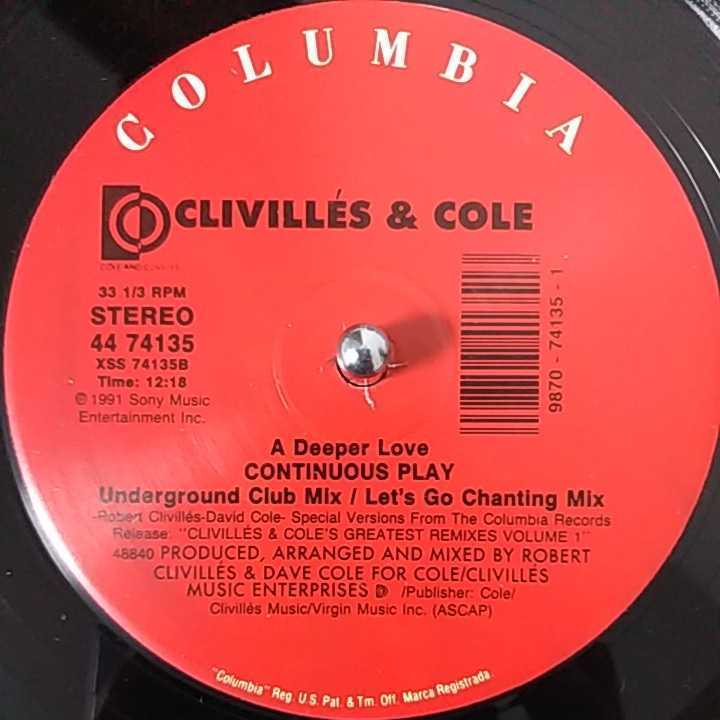 COLUMBIA
CLIVILLÉS & COLE
COLE AND CLIVILLES
33 1/3 RPM
STEREO
44 74135
XSS 74135B
Time: 12:18
℗ 1991 Sony Music
Entertainment Inc.
9870 - 74135 - 1
A Deeper Love
CONTINUOUS PLAY
Underground Club Mix / Let's Go Chanting Mix
-Robert Clivillés-David Cole- Special Versions From The Columbia Records
Release: "CLIVILLÉS & COLE'S GREATEST REMIXES VOLUME 1"
48840 PRODUCED, ARRANGED AND MIXED BY ROBERT
CLIVILLÉS & DAVE COLE FOR COLE/CLIVILLÉS
MUSIC ENTERPRISES /Publisher: Cole/
Clivillés Music/Virgin Music Inc. (ASCAP)
"Columbia" Reg. U.S. Pat. & Tm. Off. Marca Registrada.